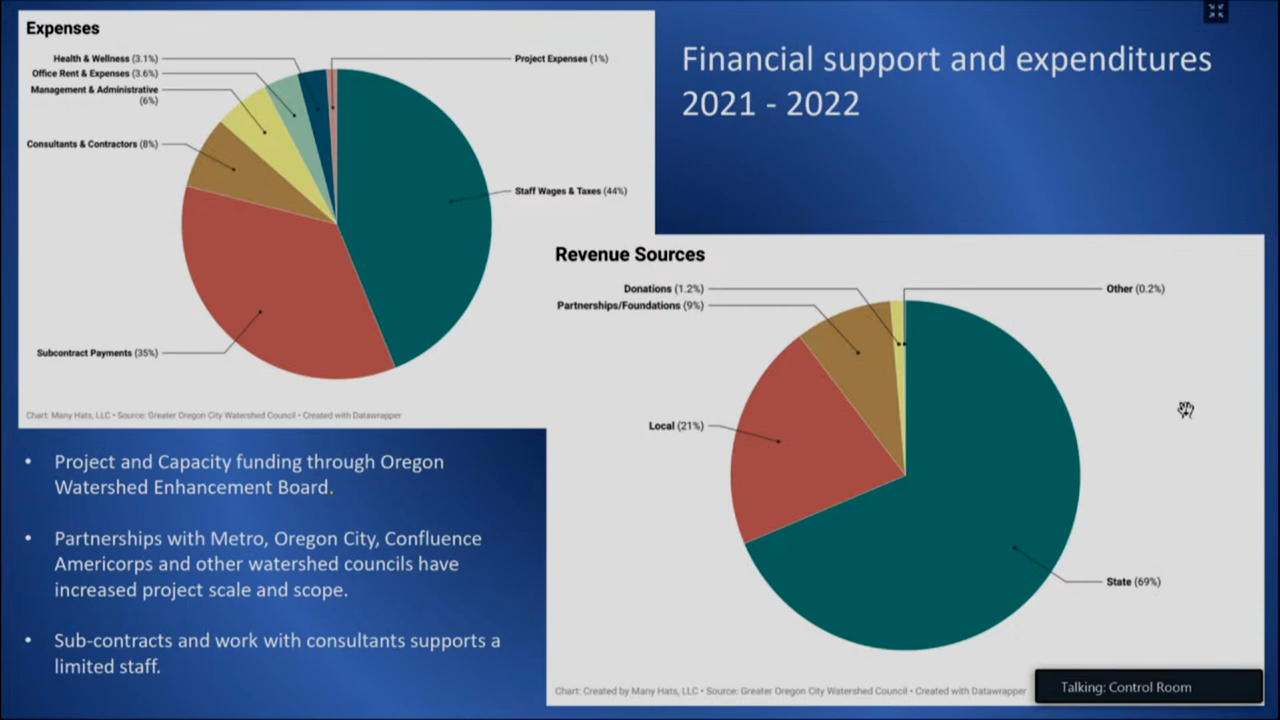 Expenses
Health & Wellness (3.1%)
Project Expenses (1%)
Office Rent & Expenses (3.6%)
Management & Administrative
(6%)
Consultants & Contractors (8%)
Staff Wages & Taxes (44%)
Subcontract Payments (35%)
Chart: Many Hats, LLC • Source: Greater Oregon City Watershed Council • Created with Datawrapper
Financial support and expenditures
2021 - 2022
Revenue Sources
Donations (1.2%)
Other (0.2%)
Partnerships/Foundations (9%)
Local (21%)
State (69%)
Chart: Created by Many Hats, LLC • Source: Greater Oregon City Watershed Council • Created with Datawrapper
• Project and Capacity funding through Oregon
Watershed Enhancement Board.
• Partnerships with Metro, Oregon City, Confluence
Americorps and other watershed councils have
increased project scale and scope.
• Sub-contracts and work with consultants supports a
limited staff.
Talking: Control Room